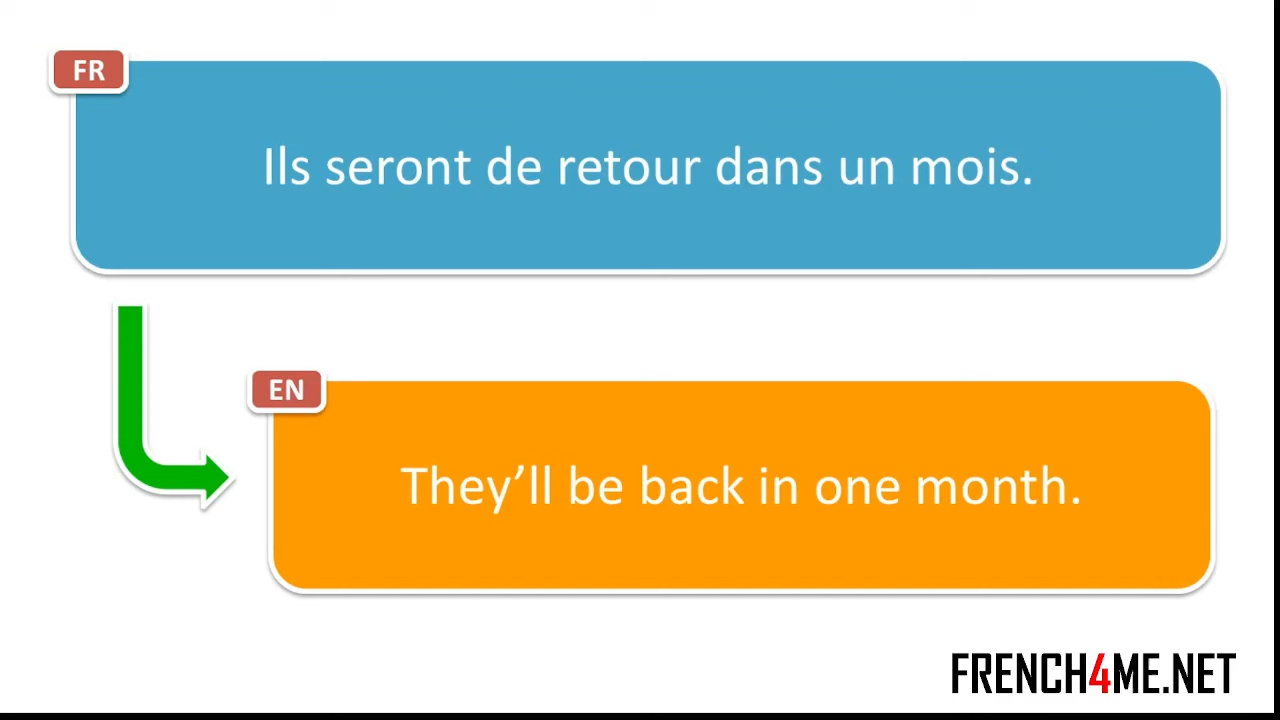 FR
Ils seront de retour dans un mois.
EN
They’ll be back in one month.
FRENCH4ME.NET